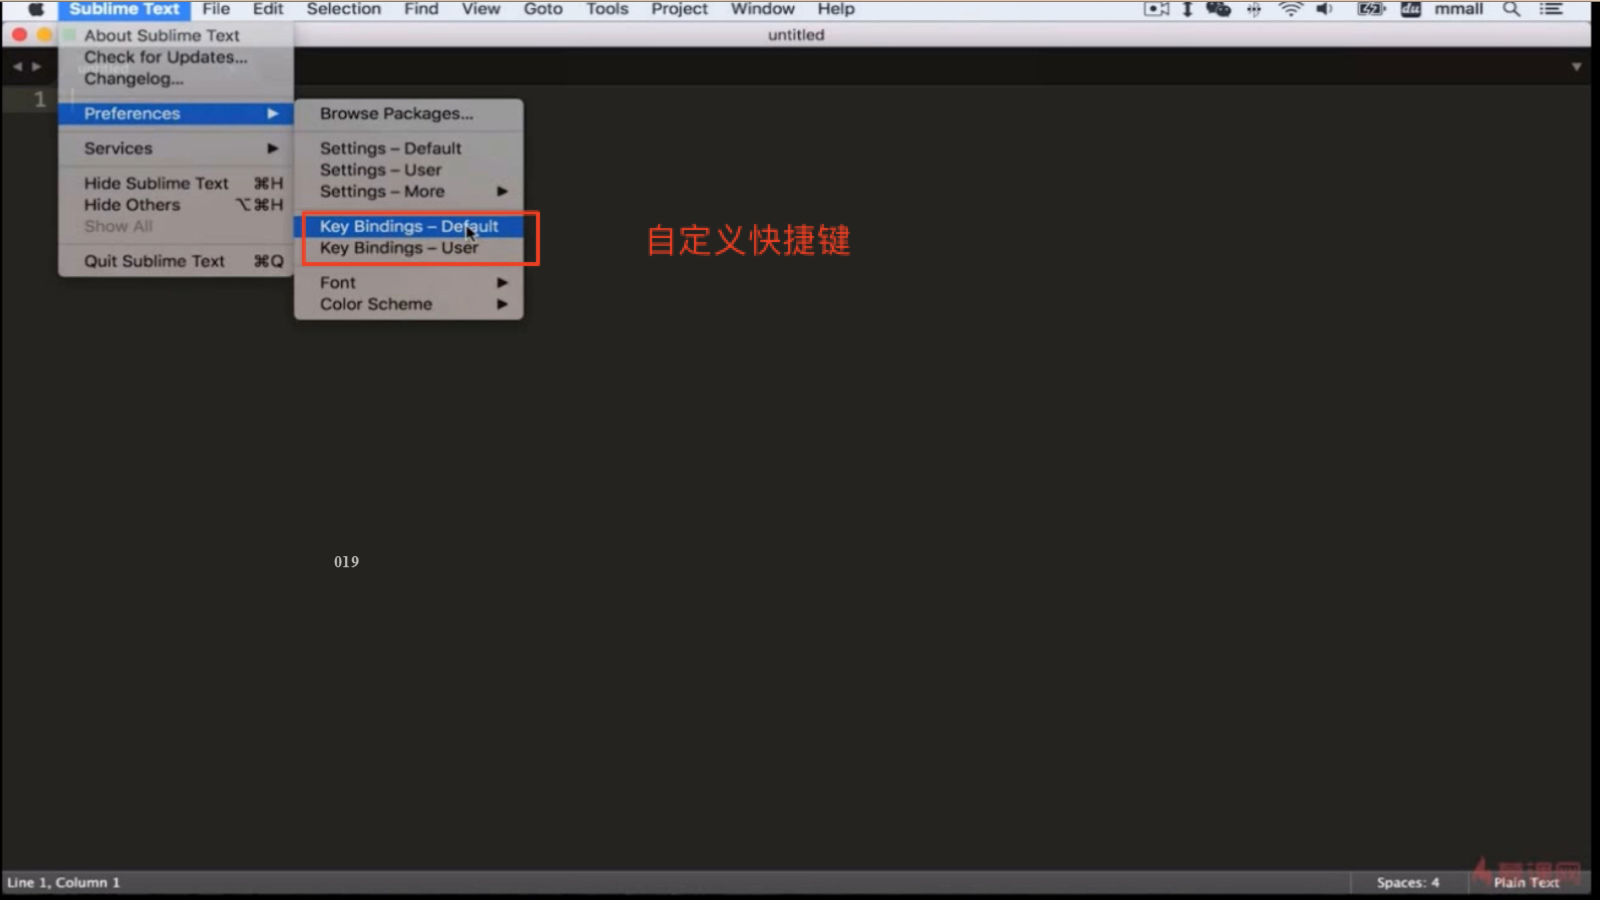 Sublime Text File Edit Selection Find View Goto Tools Project Window Help mmall
untitled
About Sublime Text
Check for Updates...
Changelog...
1
Preferences
Services
Hide Sublime Text ⌘H
Hide Others ⌥⌘H
Show All
Quit Sublime Text ⌘Q
Browse Packages...
Settings – Default
Settings – User
Settings – More
Key Bindings – Default
Key Bindings – User
Font
Color Scheme
自定义快捷键
019
Line 1, Column 1
Spaces: 4
Plain Text
慕课网